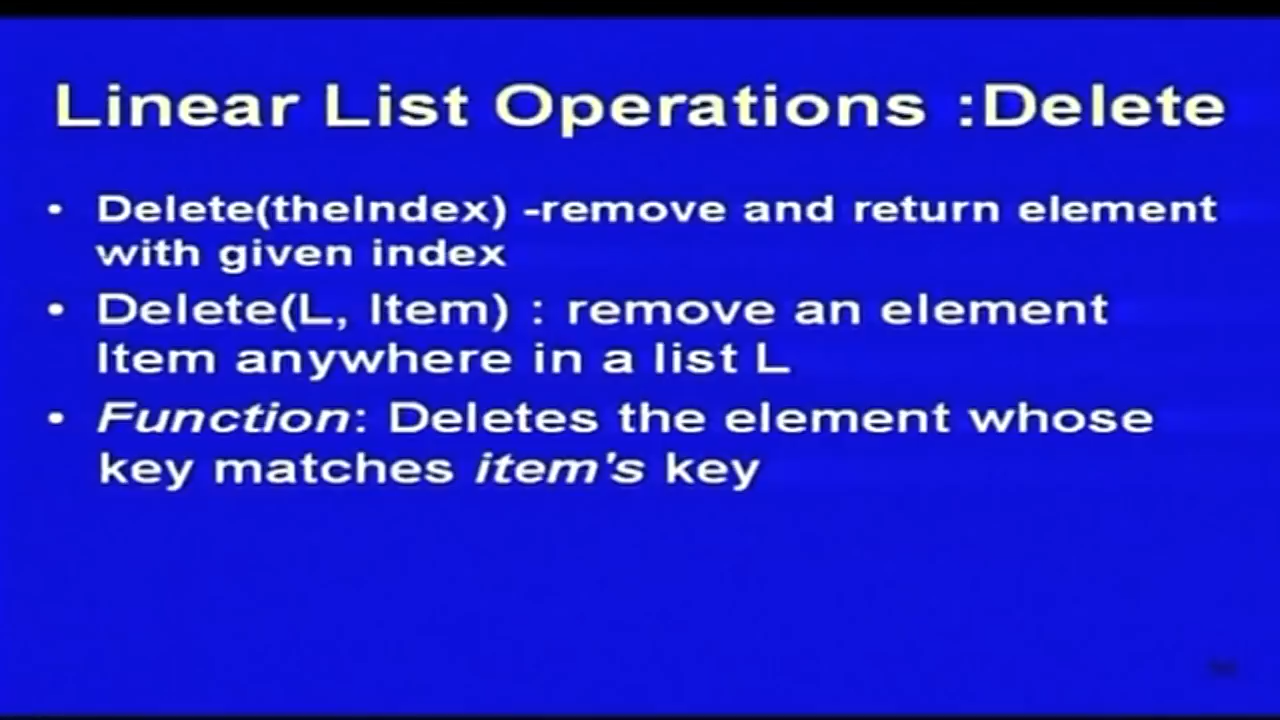 Linear List Operations :Delete
• Delete(theIndex) -remove and return element
with given index
• Delete(L, Item) : remove an element
Item anywhere in a list L
• Function: Deletes the element whose
key matches item's key